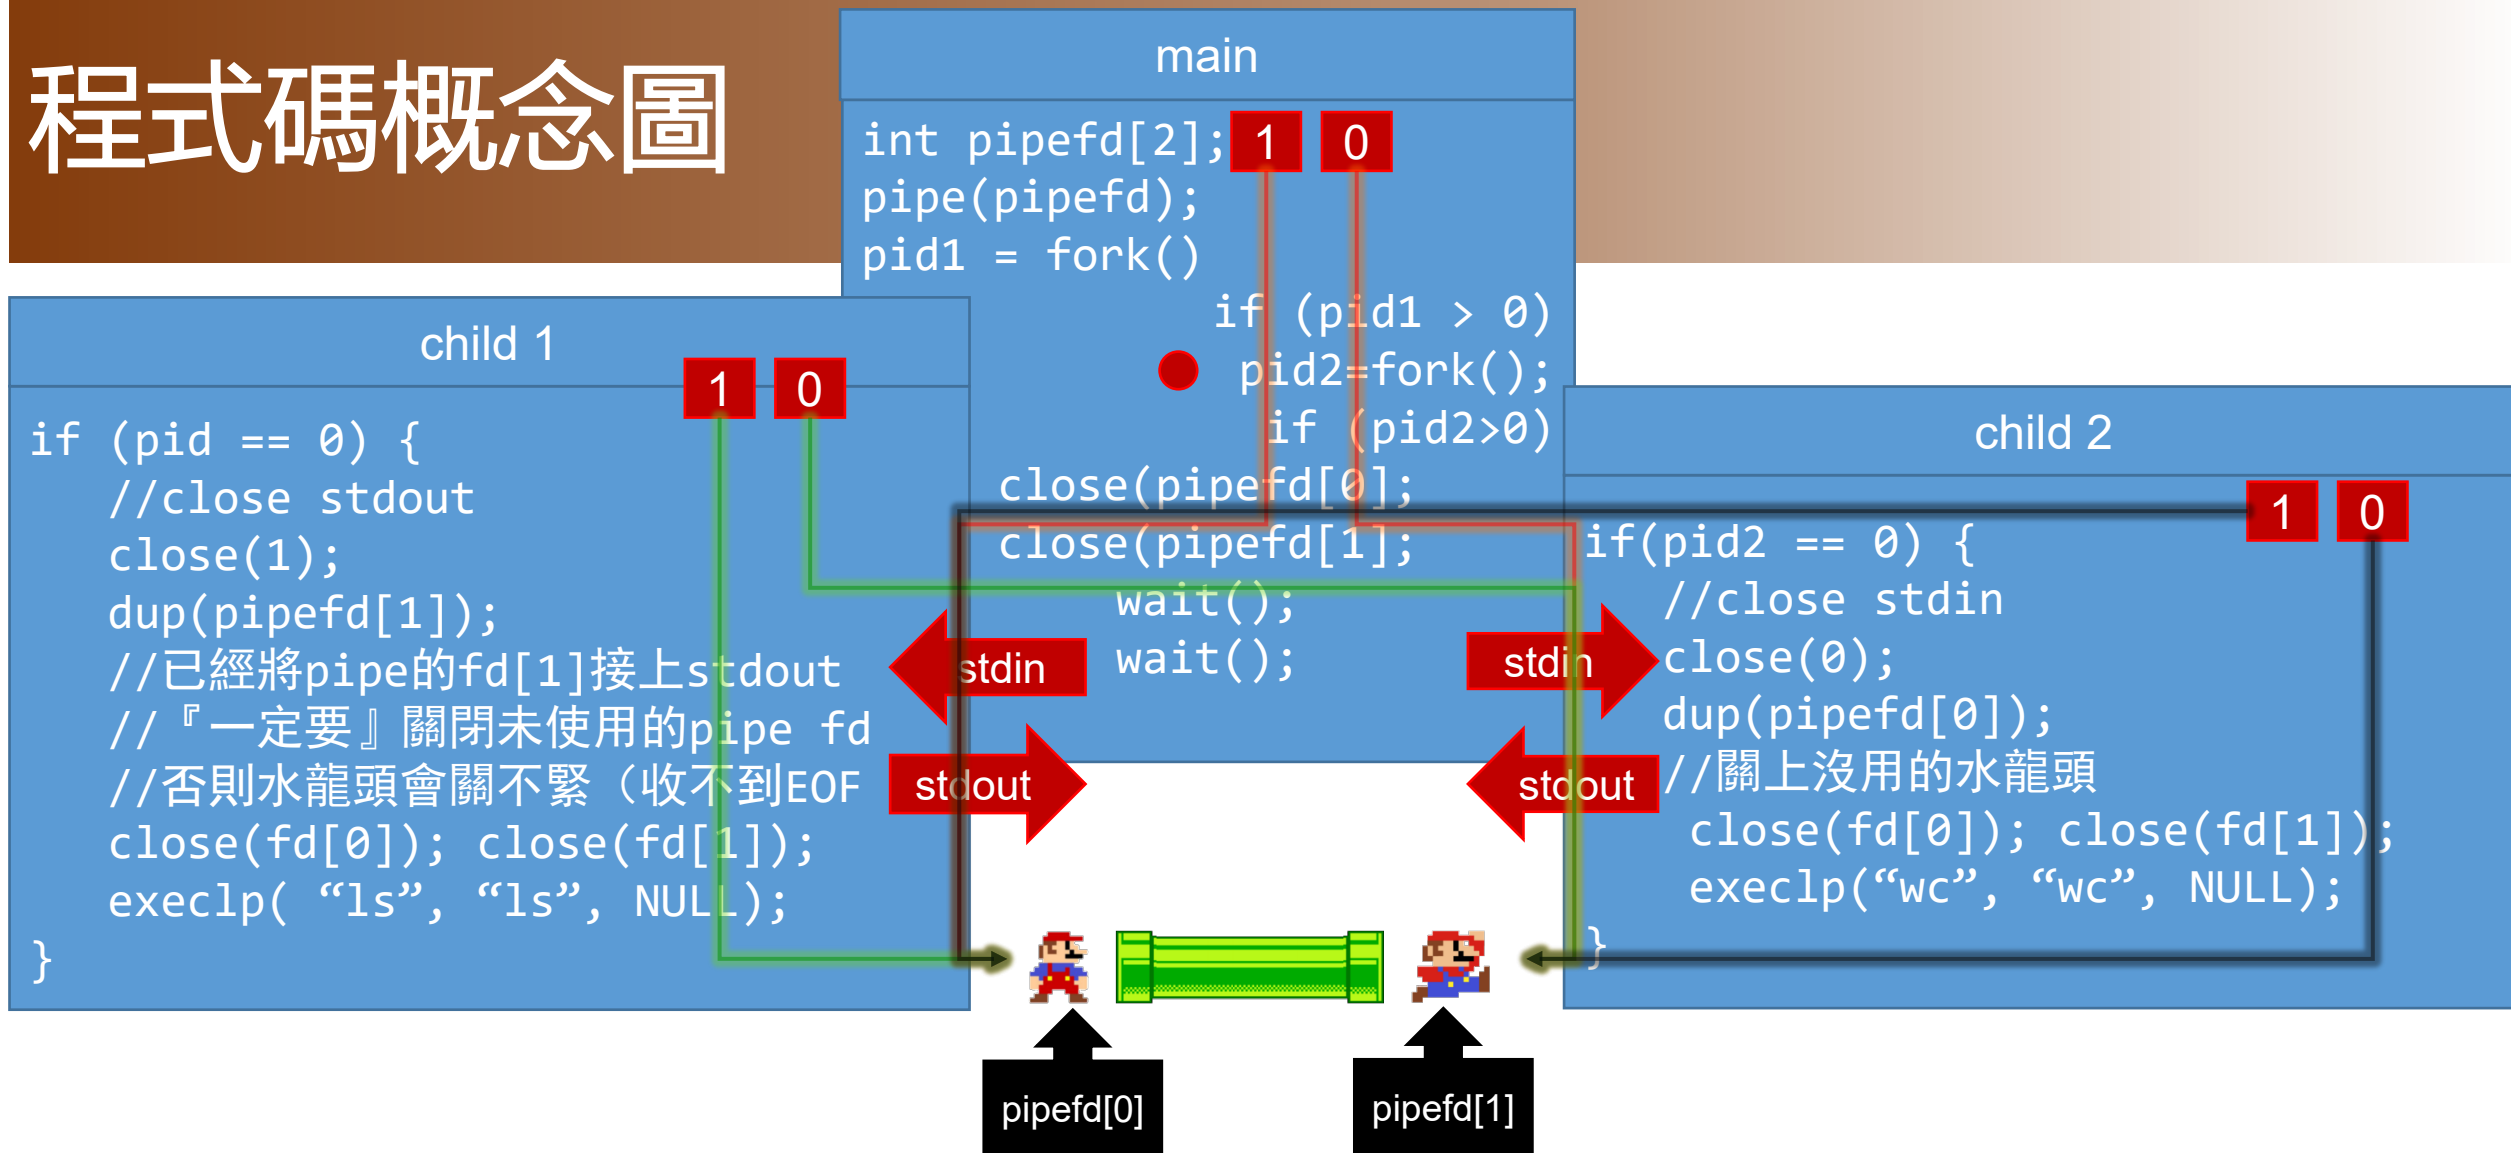 程式碼概念圖
main
int pipefd[2];
1 0
pipe(pipefd);
pid1 = fork()
if (pid1 > 0)
pid2=fork();
if (pid2>0)
close(pipefd[0];
close(pipefd[1];
wait();
wait();
child 1
1 0
if (pid == 0) {
//close stdout
close(1);
dup(pipefd[1]);
//已經將pipe的fd[1]接上stdout
//『一定要』關閉未使用的pipe fd
//否則水龍頭會關不緊（收不到EOF
close(fd[0]); close(fd[1]);
execlp( “ls”, “ls”, NULL);
}
stdin
stdout
child 2
1 0
if(pid2 == 0) {
//close stdin
close(0);
dup(pipefd[0]);
//關上沒用的水龍頭
close(fd[0]); close(fd[1]);
execlp(“wc”, “wc”, NULL);
}
stdin
stdout
pipefd[0]
pipefd[1]